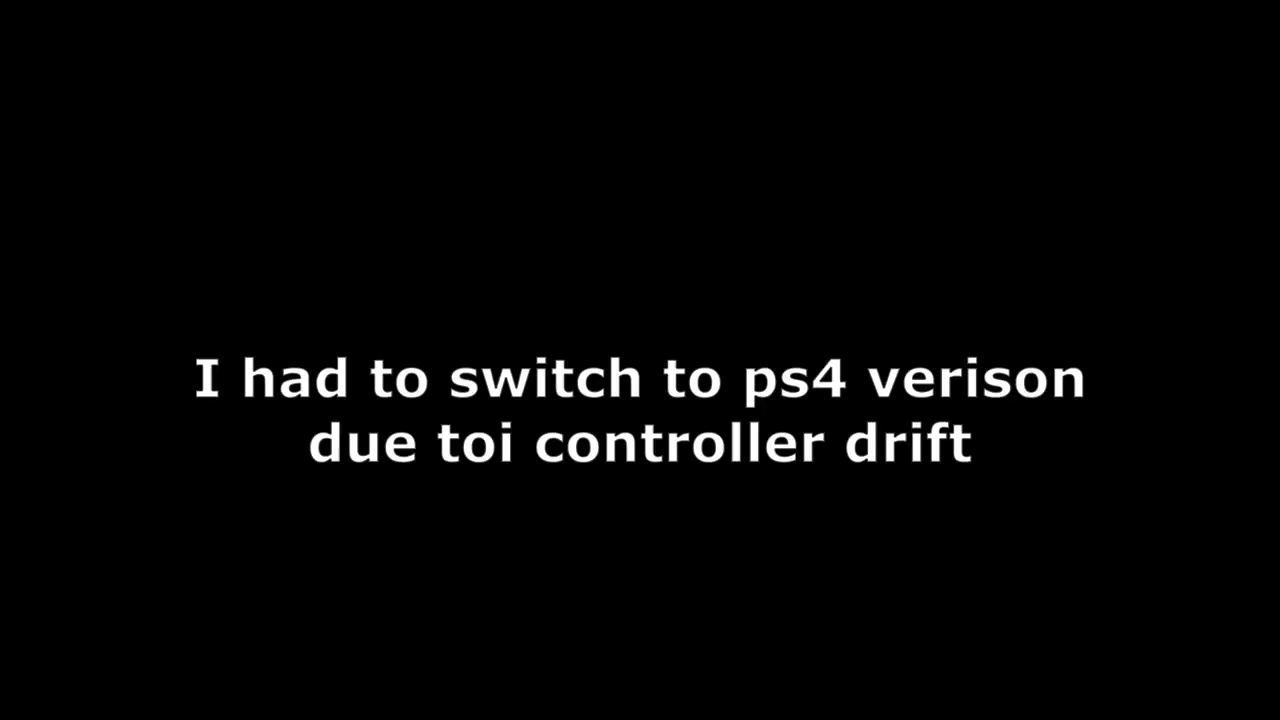 I had to switch to ps4 verison
due toi controller drift